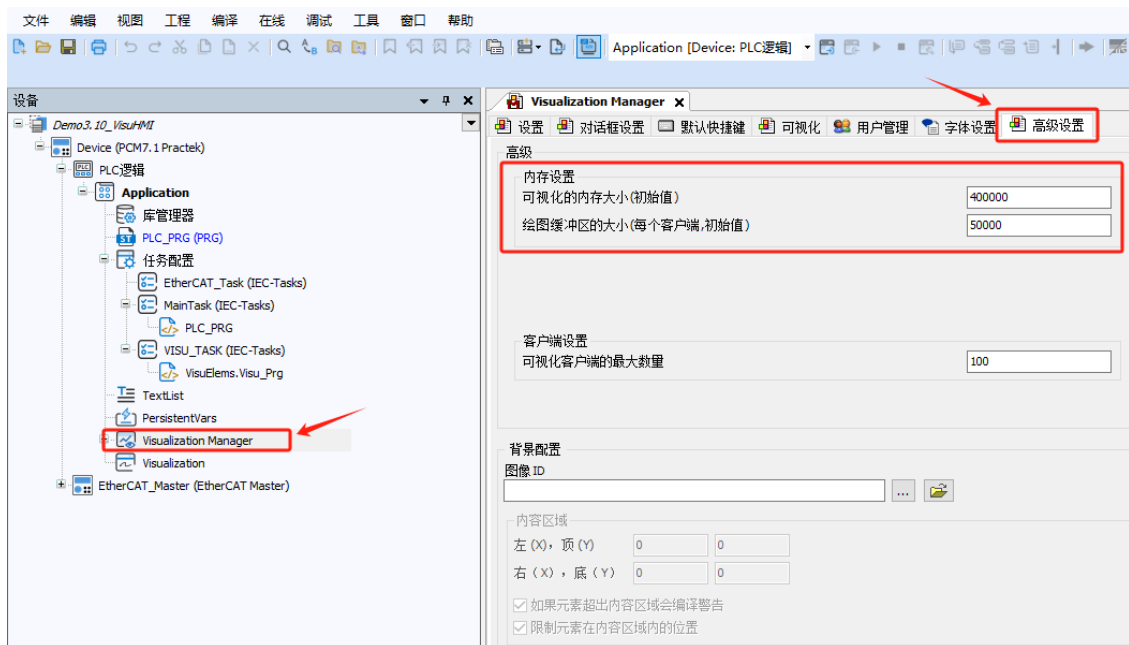 文件 编辑 视图 工程 编译 在线 调试 工具 窗口 帮助
Application [Device: PLC逻辑]
设备
Demo3.10_VisuHMI
Device (PCM7.1 Practek)
PLC逻辑
Application
库管理器
PLC_PRG (PRG)
任务配置
EtherCAT_Task (IEC-Tasks)
MainTask (IEC-Tasks)
PLC_PRG
VISU_TASK (IEC-Tasks)
VisuElems.Visu_Prg
TextList
PersistentVars
Visualization Manager
Visualization
EtherCAT_Master (EtherCAT Master)
Visualization Manager
设置 对话框设置 默认快捷键 可视化 用户管理 字体设置 高级设置
高级
内存设置
可视化的内存大小(初始值) 400000
绘图缓冲区的大小(每个客户端,初始值) 50000
客户端设置
可视化客户端的最大数量 100
背景配置
图像ID
...
内容区域
左(X)，顶(Y) 0 0
右(X)，底(Y) 0 0
如果元素超出内容区域会编译警告
限制元素在内容区域内的位置